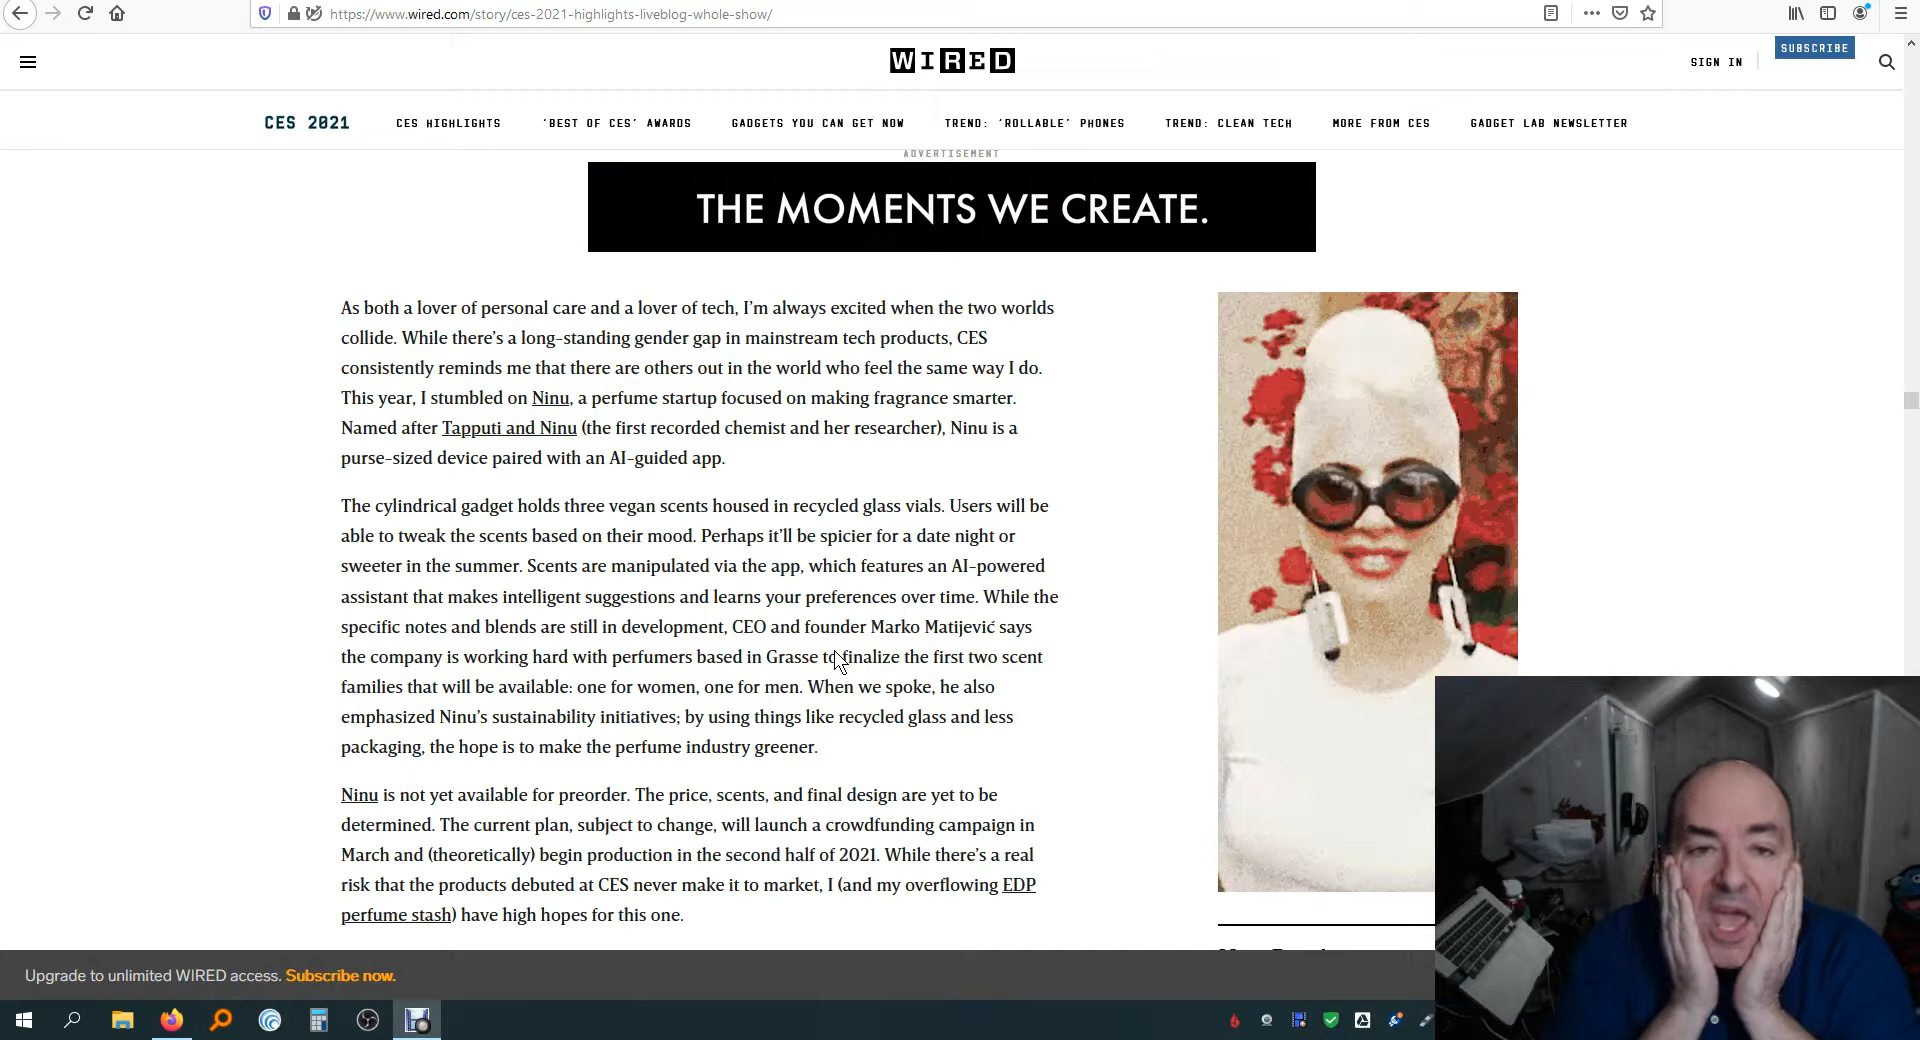 https://www.wired.com/story/ces-2021-highlights-liveblog-whole-show/
WIRED
SIGN IN
SUBSCRIBE
CES 2021
CES HIGHLIGHTS
‘BEST OF CES’ AWARDS
GADGETS YOU CAN GET NOW
TREND: ‘ROLLABLE’ PHONES
TREND: CLEAN TECH
MORE FROM CES
GADGET LAB NEWSLETTER
ADVERTISEMENT
THE MOMENTS WE CREATE.
As both a lover of personal care and a lover of tech, I’m always excited when the two worlds
collide. While there’s a long-standing gender gap in mainstream tech products, CES
consistently reminds me that there are others out in the world who feel the same way I do.
This year, I stumbled on Ninu, a perfume startup focused on making fragrance smarter.
Named after Tapputi and Ninu (the first recorded chemist and her researcher), Ninu is a
purse-sized device paired with an AI-guided app.
The cylindrical gadget holds three vegan scents housed in recycled glass vials. Users will be
able to tweak the scents based on their mood. Perhaps it’ll be spicier for a date night or
sweeter in the summer. Scents are manipulated via the app, which features an AI-powered
assistant that makes intelligent suggestions and learns your preferences over time. While the
specific notes and blends are still in development, CEO and founder Marko Matijević says
the company is working hard with perfumers based in Grasse to finalize the first two scent
families that will be available: one for women, one for men. When we spoke, he also
emphasized Ninu’s sustainability initiatives; by using things like recycled glass and less
packaging, the hope is to make the perfume industry greener.
Ninu is not yet available for preorder. The price, scents, and final design are yet to be
determined. The current plan, subject to change, will launch a crowdfunding campaign in
March and (theoretically) begin production in the second half of 2021. While there’s a real
risk that the products debuted at CES never make it to market, I (and my overflowing EDP
perfume stash) have high hopes for this one.
Upgrade to unlimited WIRED access. Subscribe now.